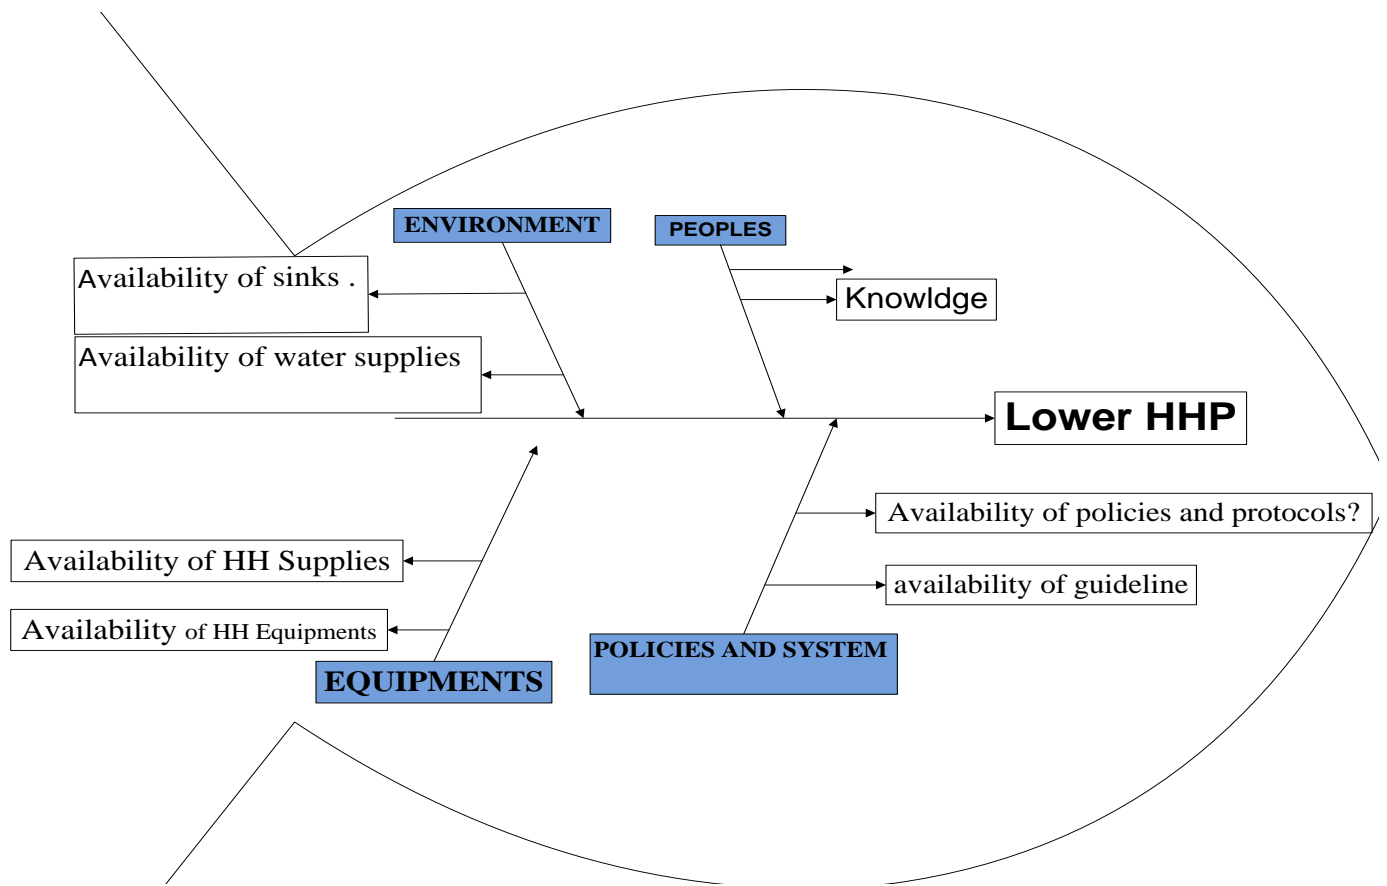 ENVIRONMENT
PEOPLES
Availability of sinks .
Knowldge
Availability of water supplies
Lower HHP
Availability of policies and protocols?
Availability of HH Supplies
availability of guideline
Availability of HH Equipments
POLICIES AND SYSTEM
EQUIPMENTS